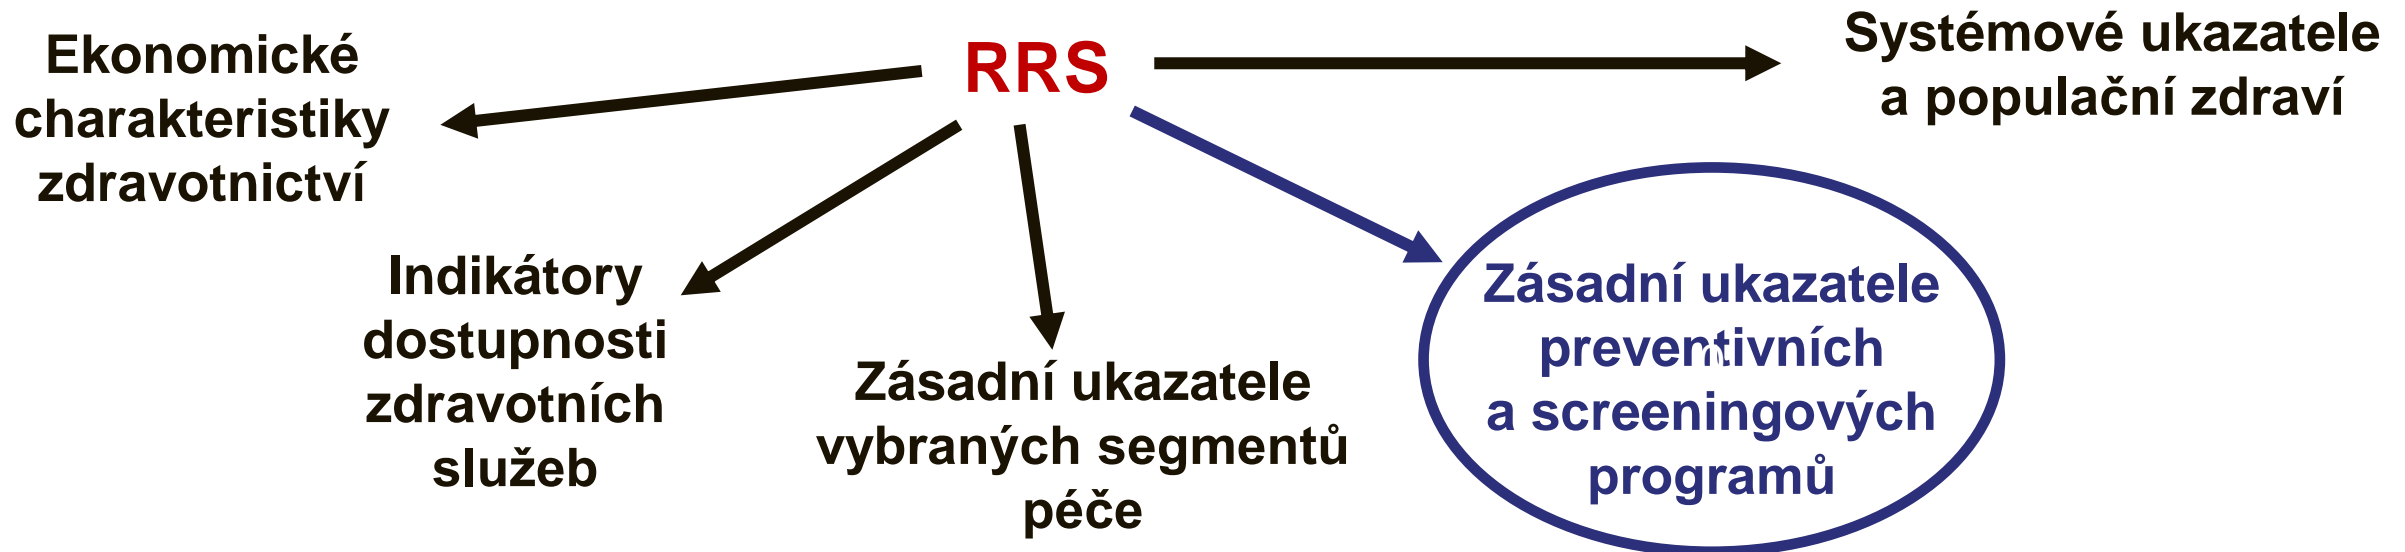 RRS
Ekonomické
charakteristiky
zdravotnictví
Indikátory
dostupnosti
zdravotních
služeb
Zásadní ukazatele
vybraných segmentů
péče
Zásadní ukazatele
preventivních
a screeningových
programů
Systémové ukazatele
a populační zdraví